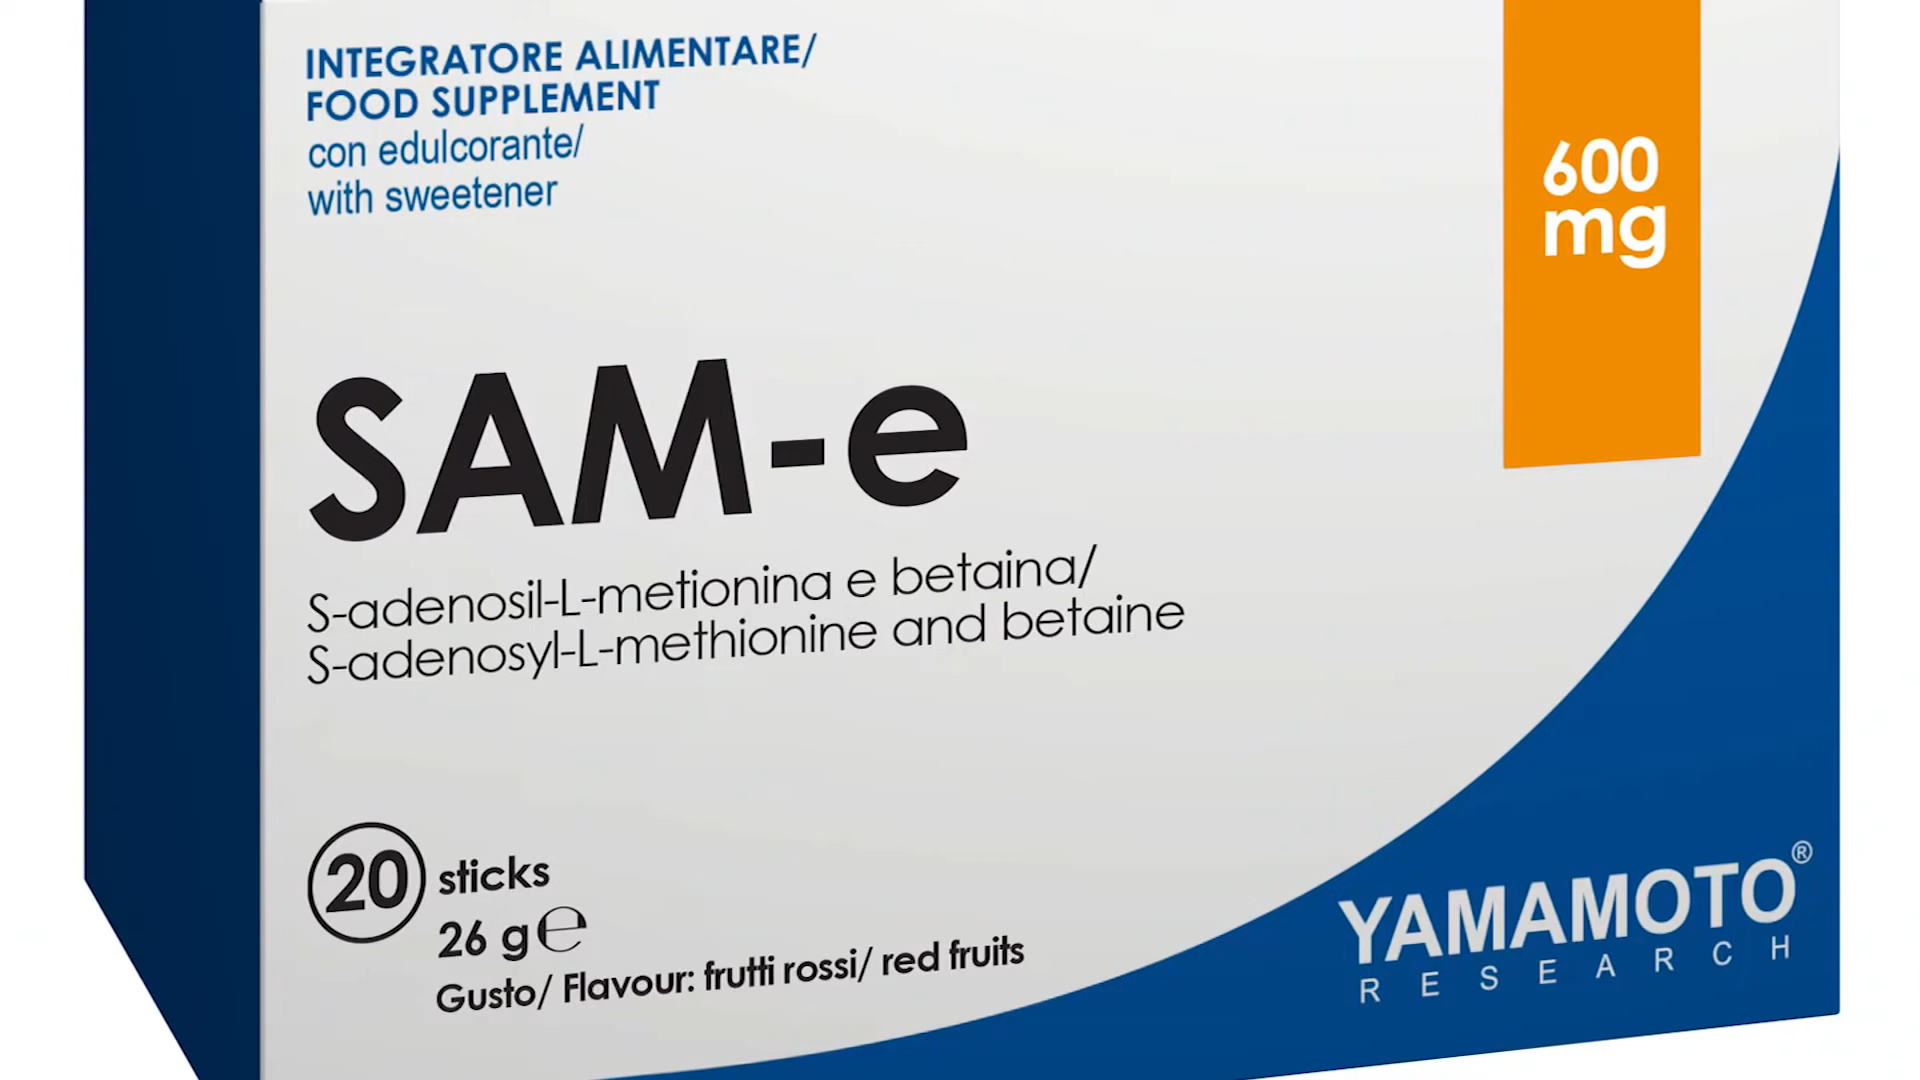 INTEGRATORE ALIMENTARE/
FOOD SUPPLEMENT
con edulcorante/
with sweetener
600
mg
SAM-e
S-adenosil-L-metionina e betaina/
S-adenosyl-L-methionine and betaine
20 sticks
26 g℮
Gusto/ Flavour: frutti rossi/ red fruits
YAMAMOTO®
RESEARCH